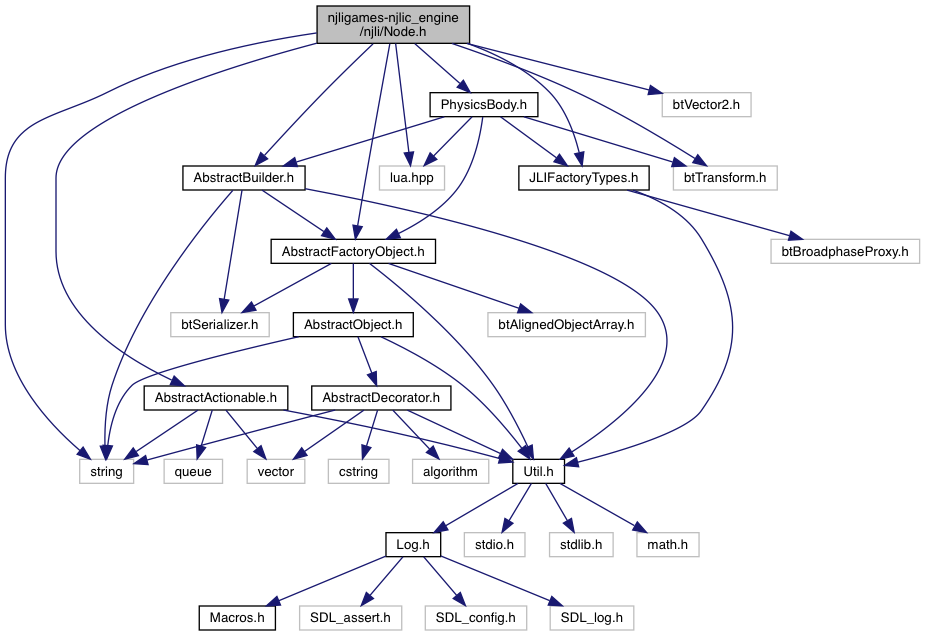 njligames-njlic_engine
/njli/Node.h
PhysicsBody.h
btVector2.h
AbstractBuilder.h
lua.hpp
JLIFactoryTypes.h
btTransform.h
AbstractFactoryObject.h
btBroadphaseProxy.h
btSerializer.h
AbstractObject.h
btAlignedObjectArray.h
AbstractActionable.h
AbstractDecorator.h
string
queue
vector
cstring
algorithm
Util.h
Log.h
stdio.h
stdlib.h
math.h
Macros.h
SDL_assert.h
SDL_config.h
SDL_log.h